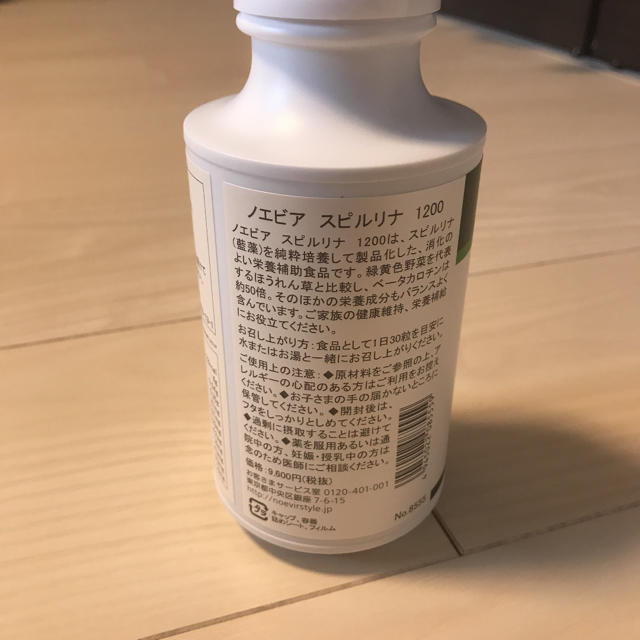 ノエビア スピルリナ 1200
ノエビア スピルリナ 1200は、スピルリナ
(藍藻)を純粋培養して製品化した、消化の
よい栄養補助食品です。緑黄色野菜を代表
するほうれん草と比較し、ベータカロチンは
約50倍。そのほかの栄養成分もバランスよく
含んでいます。ご家族の健康維持、栄養補給
にお役立てください。
お召し上がり方:食品として1日30粒を目安に
水またはお湯と一緒にお召し上がりください。
ご使用上の注意:◆原材料をご参照の上、ア
レルギーの心配のある方はご利用をお控え
ください。◆お子さまの手の届かないところに
保管してください。◆開封後は、
フタをしっかりとしめてください。
◆過剰に摂取することは避けて
ください。◆薬を服用あるいは通
院中の方、妊娠・授乳中の方は
念のため医師にご相談ください。
価格:9,600円(税抜)
お客さまサービス室 0120-401-001
東京都中央区銀座 7-6-15
http://noevirstyle.jp
プラ
キャップ、容器
詰めシート、フィルム
No.8555